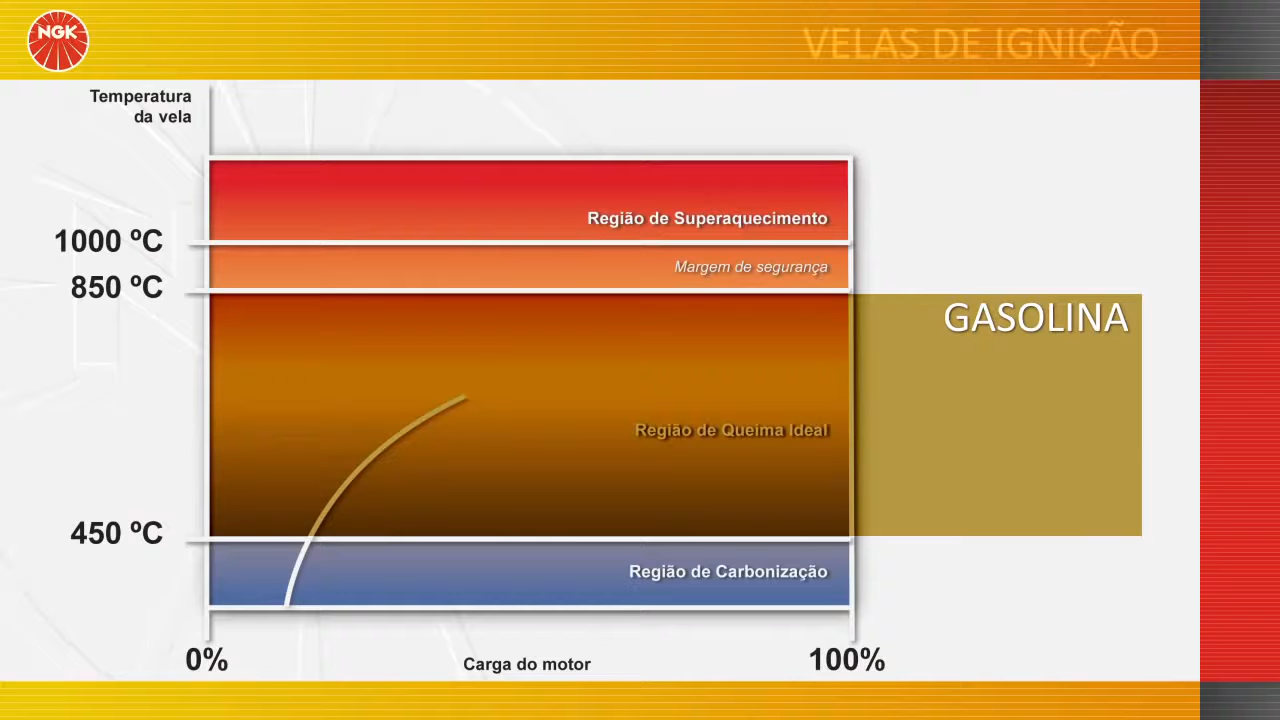 NGK
VELAS DE IGNIÇÃO
Temperatura
da vela
Região de Superaquecimento
1000 ºC
Margem de segurança
850 ºC
GASOLINA
Região de Queima Ideal
450 ºC
Região de Carbonização
0%
Carga do motor
100%